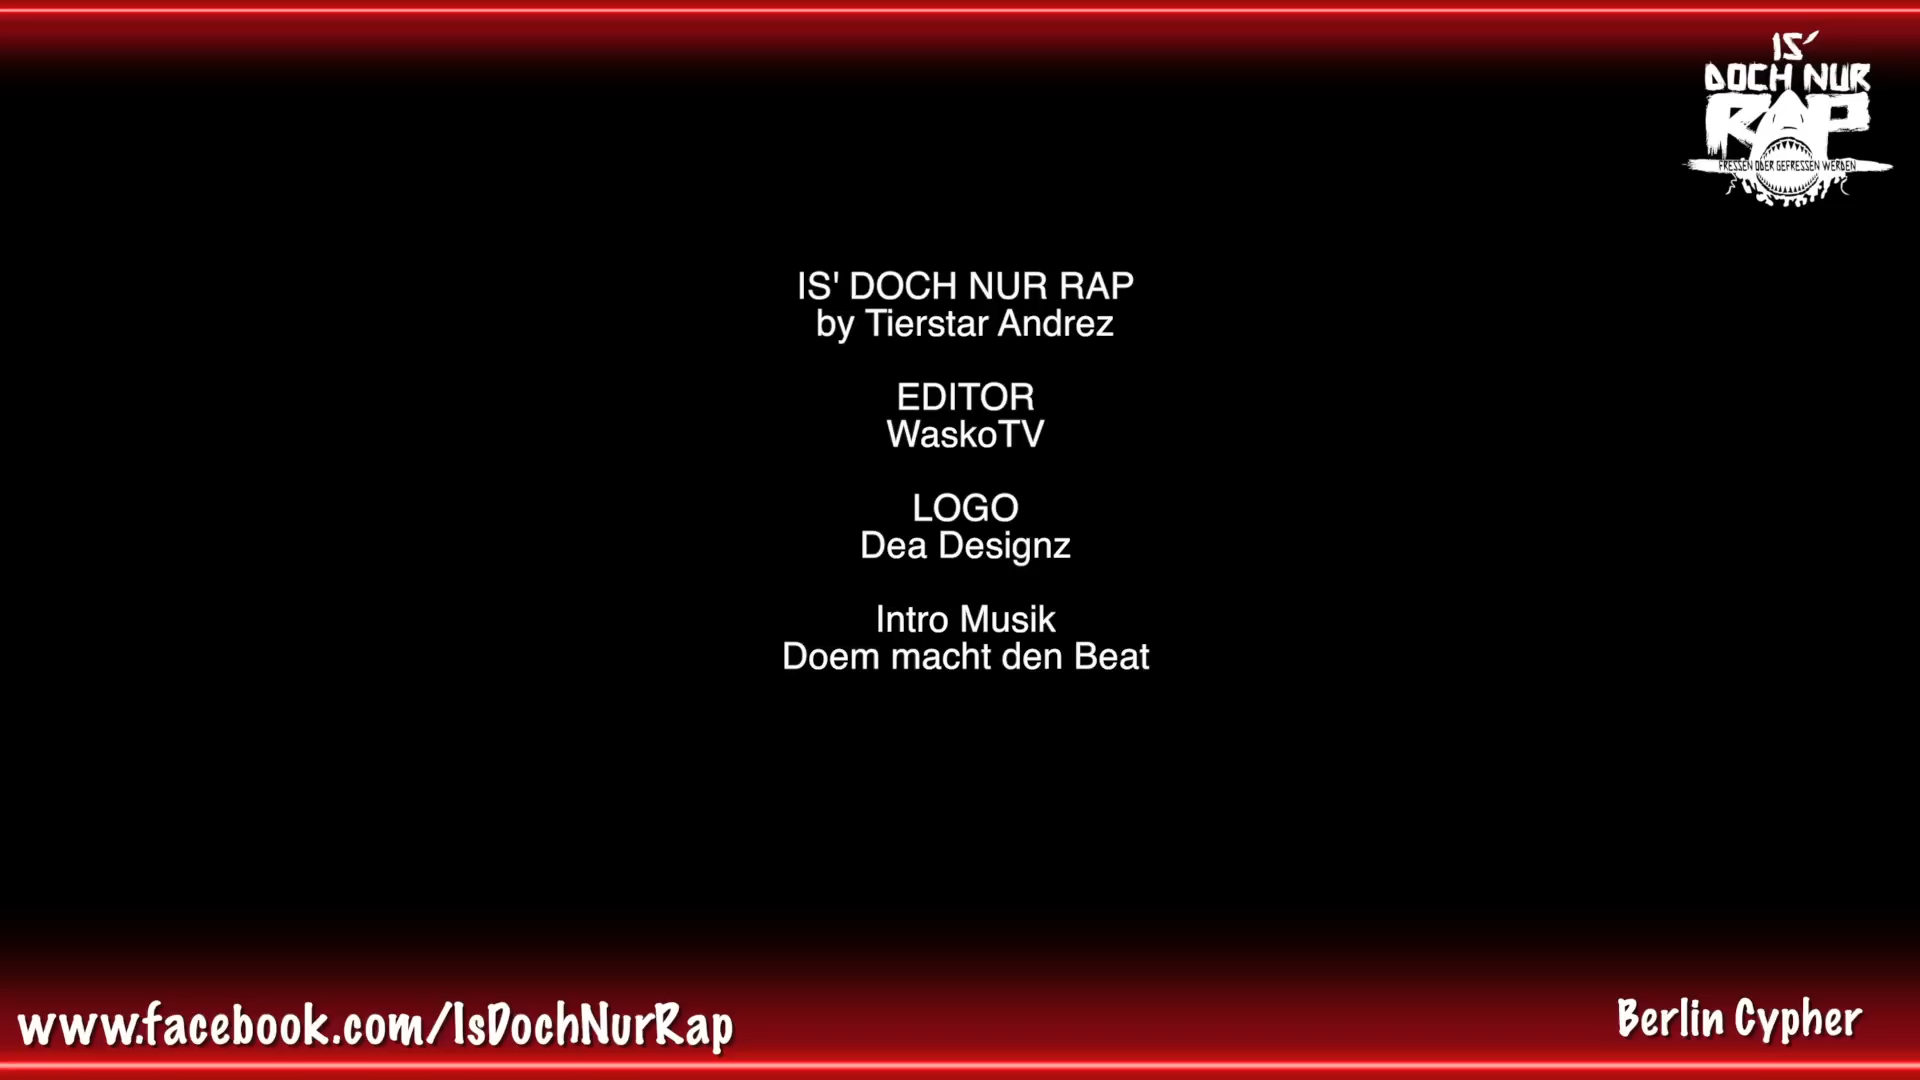 IS'
DOCH NUR
RAP
FRESSEN ODER GEFRESSEN WERDEN
IS' DOCH NUR RAP
by Tierstar Andrez
EDITOR
WaskoTV
LOGO
Dea Designz
Intro Musik
Doem macht den Beat
www.facebook.com/IsDochNurRap
Berlin Cypher